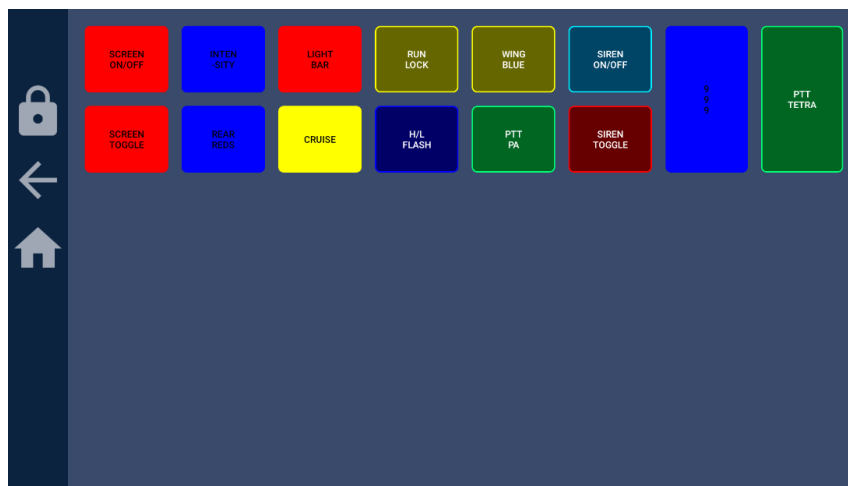 SCREEN
ON/OFF
INTEN
-SITY
LIGHT
BAR
RUN
LOCK
WING
BLUE
SIREN
ON/OFF
PTT
TETRA
SCREEN
TOGGLE
REAR
REDS
CRUISE
H/L
FLASH
PTT
PA
SIREN
TOGGLE